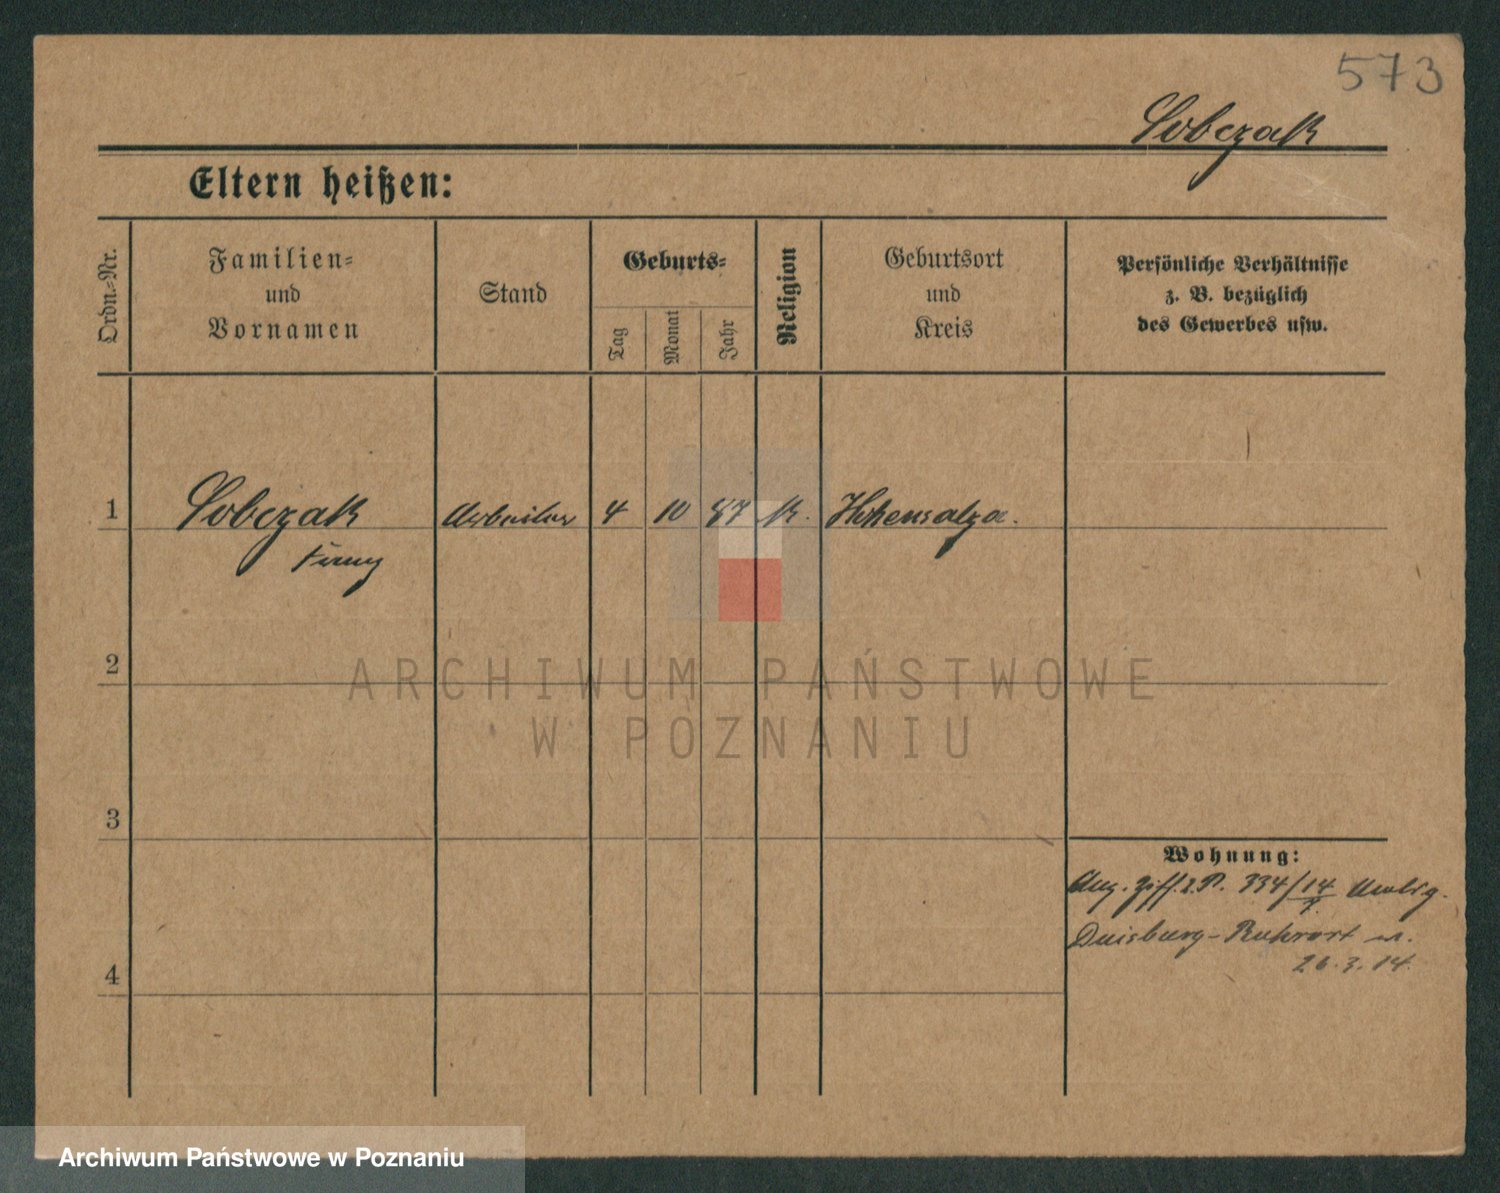 573
Sobczak
Eltern heißen:
Ordn.-Nr.
Familien-
und
Vornamen
Stand
Geburts-
Tag
Monat
Jahr
Religion
Geburtsort
und
Kreis
Persönliche Verhältnisse
z. B. bezüglich
des Gewerbes usw.
1 Sobczak Arbeiter 4 10 87 K. Hohensalza.
2
ARCHIWUM PAŃSTWOWE
W POZNANIU
3
Wohnung:
334/14
Duisburg-Ruhrort
26.3.14.
4
Archiwum Państwowe w Poznaniu